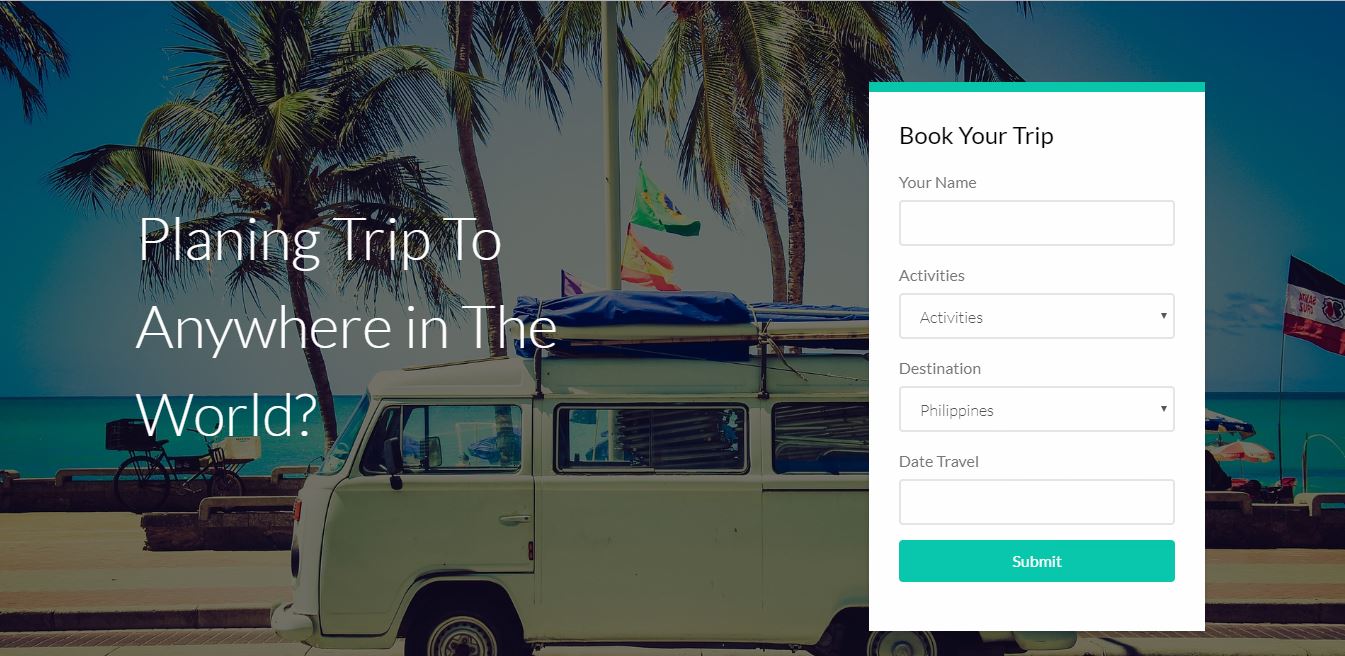 Planing Trip To
Anywhere in The
World?
Book Your Trip
Your Name
Activities
Activities
Destination
Philippines
Date Travel
Submit